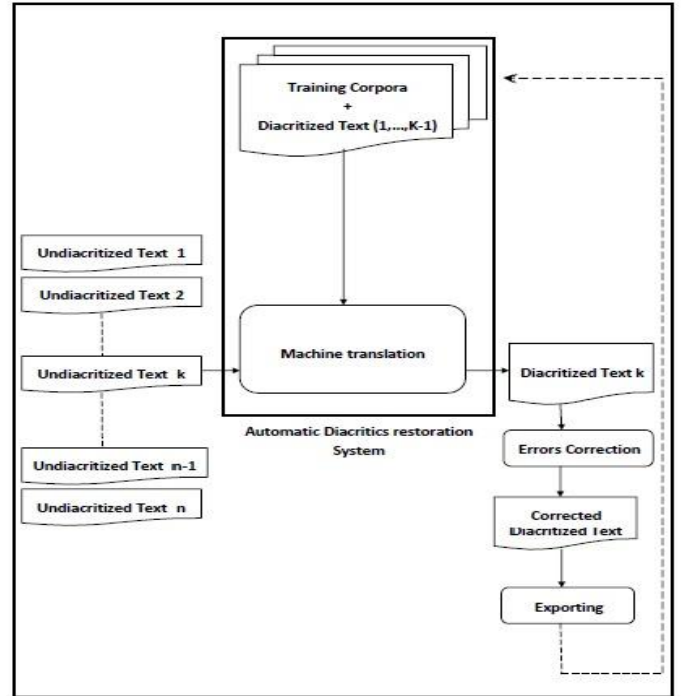 Training Corpora
+
Diacritized Text (1,...,K-1)
Undiacritized Text 1
Undiacritized Text 2
Undiacritized Text k
Undiacritized Text n-1
Undiacritized Text n
Machine translation
Automatic Diacritics restoration
System
Diacritized Text k
Errors Correction
Corrected
Diacritized Text
Exporting